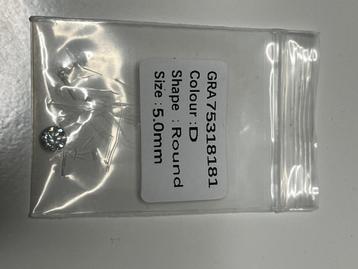 GRA75318181
Colour :D
Shape : Round
Size : 5.0mm